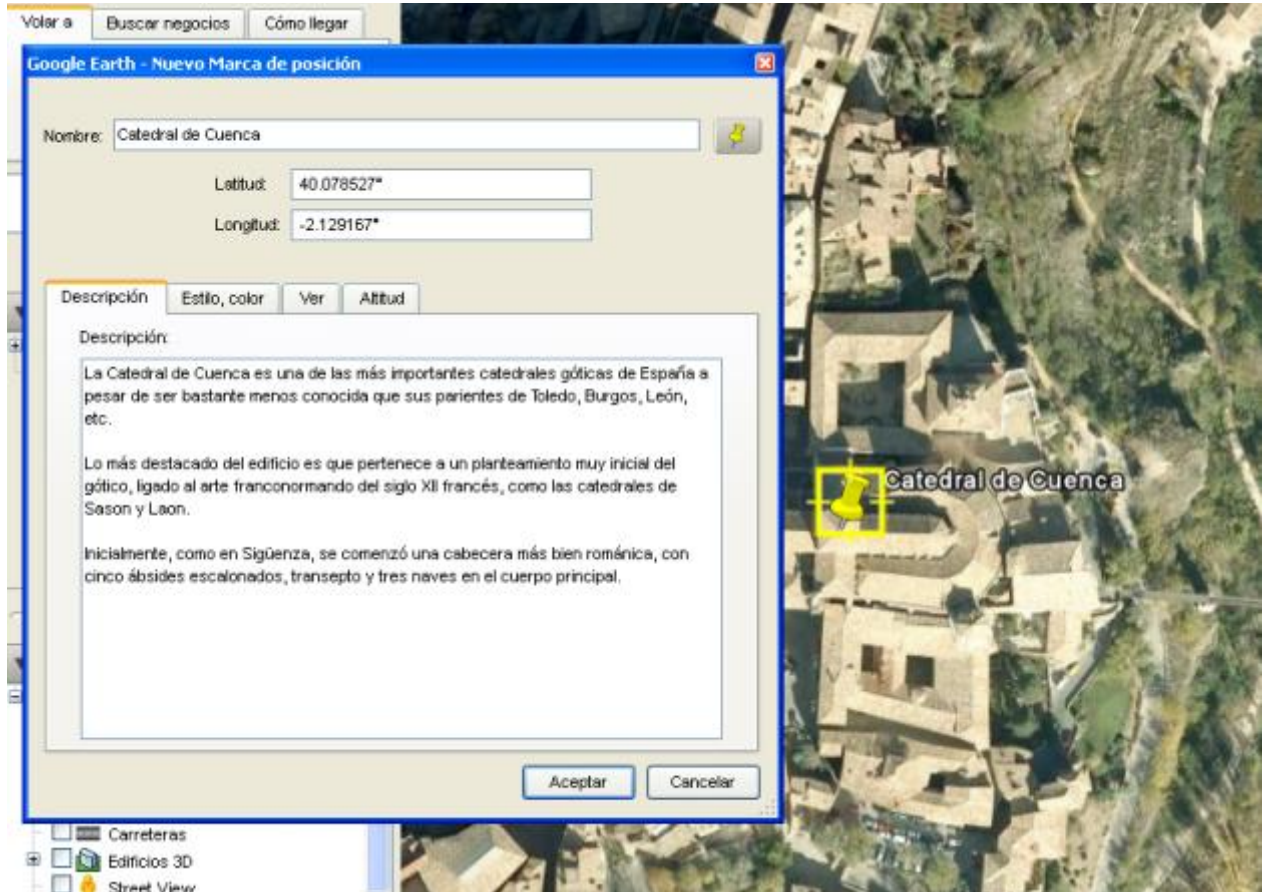 Volar a
Buscar negocios
Cómo llegar
Google Earth - Nuevo Marca de posición
Nombre:
Catedral de Cuenca
Latitud:
40.078527°
Longitud:
-2.129167°
Descripción
Estilo, color
Ver
Altitud
Descripción:
La Catedral de Cuenca es una de las más importantes catedrales góticas de España a
pesar de ser bastante menos conocida que sus parientes de Toledo, Burgos, León,
etc.
Lo más destacado del edificio es que pertenece a un planteamiento muy inicial del
gótico, ligado al arte franconormando del siglo XII francés, como las catedrales de
Sason y Laon.
Inicialmente, como en Sigüenza, se comenzó una cabecera más bien románica, con
cinco ábsides escalonados, transepto y tres naves en el cuerpo principal.
Aceptar
Cancelar
Catedral de Cuenca
Carreteras
Edificios 3D
Street View